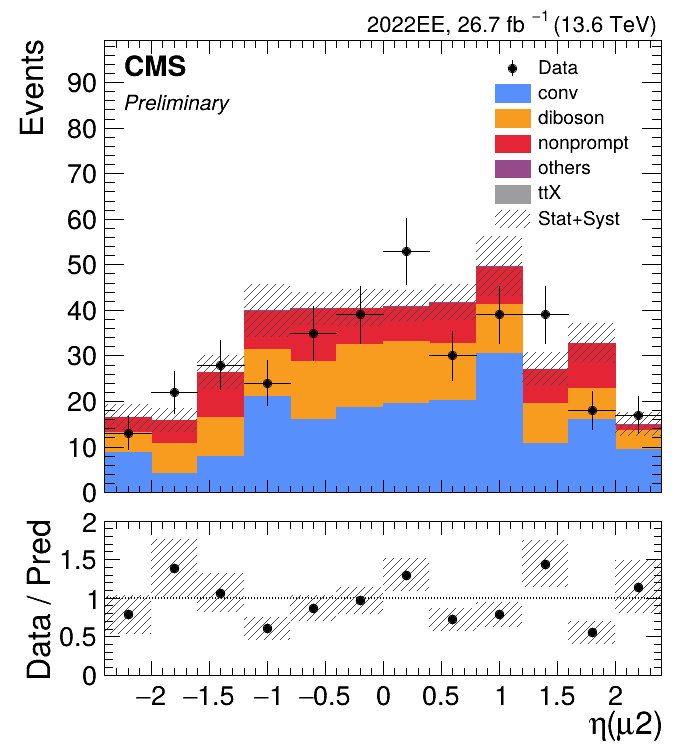 2022EE, 26.7 fb⁻¹ (13.6 TeV)
Events
CMS
Preliminary
Data
conv
diboson
nonprompt
others
ttX
Stat+Syst
90
80
70
60
50
40
30
20
10
0
Data / Pred
2
1.5
1
0.5
0
−2 −1.5 −1 −0.5 0 0.5 1 1.5 2
η(μ2)